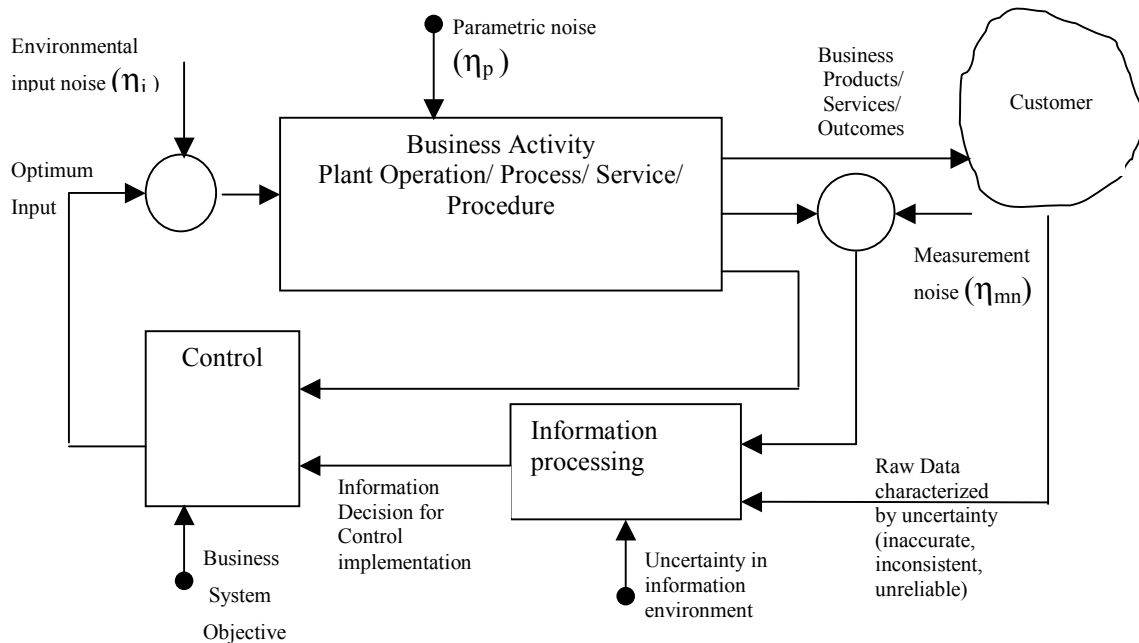 Environmental
input noise (ηi )
Parametric noise
(ηp )
Business
Products/
Services/
Outcomes
Customer
Optimum
Input
Business Activity
Plant Operation/ Process/ Service/
Procedure
Measurement
noise (ηmn)
Control
Information
processing
Information
Decision for
Control
implementation
Raw Data
characterized
by uncertainty
(inaccurate,
inconsistent,
unreliable)
Business
System
Objective
Uncertainty in
information
environment